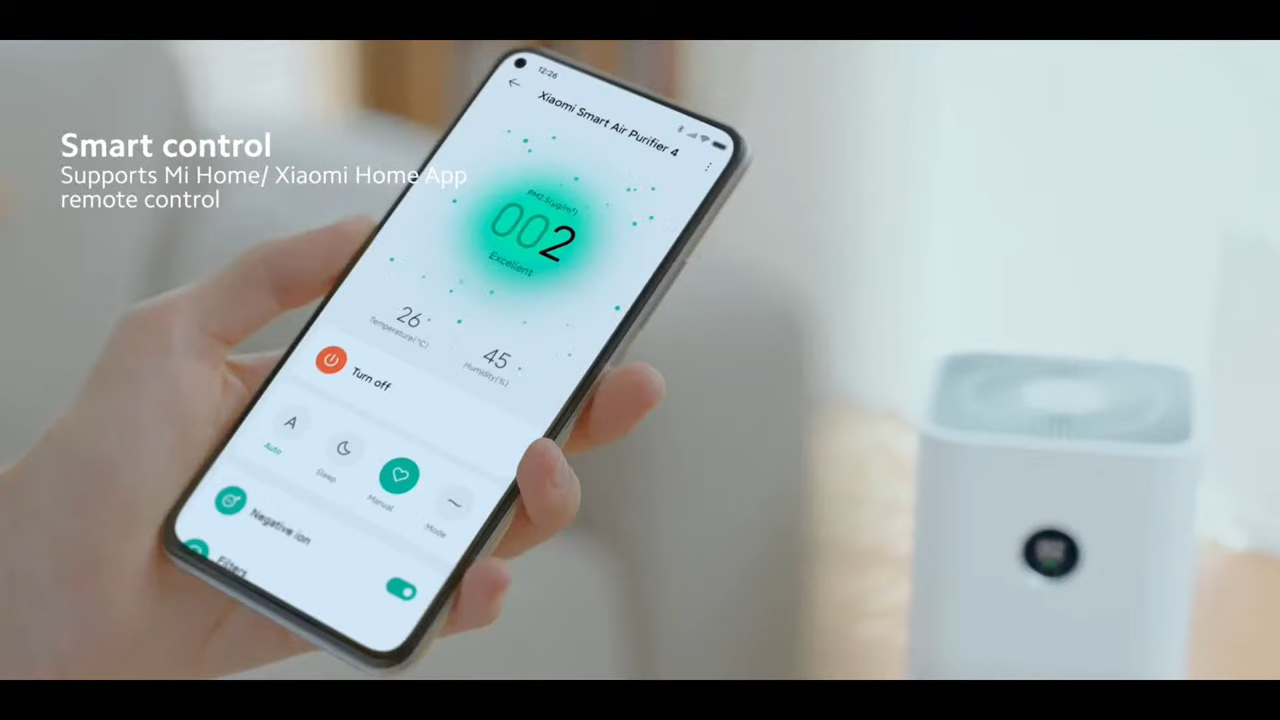 Smart control
Supports Mi Home/ Xiaomi Home App
remote control
12:26
Xiaomi Smart Air Purifier 4
PM2.5(μg/m³)
002
Excellent
26
Temperature(°C)
45
Humidity(%)
Turn off
A
Auto
Sleep
Manual
Mode
Negative ion
Filters